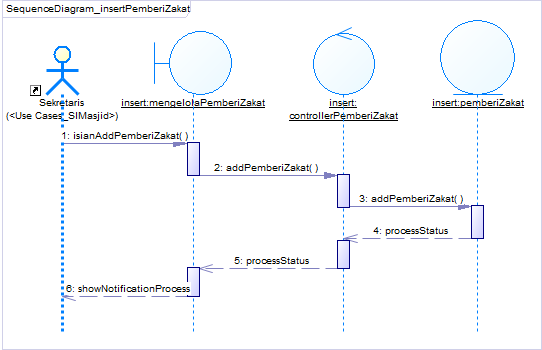 SequenceDiagram_insertPemberiZakat
Sekretaris
(<Use Cases_SIMasjid>)
insert:mengelolaPemberiZakat
insert:
controllerPemberiZakat
insert:pemberiZakat
1: isianAddPemberiZakat( )
2: addPemberiZakat( )
3: addPemberiZakat( )
4: processStatus
5: processStatus
6: showNotificationProcess